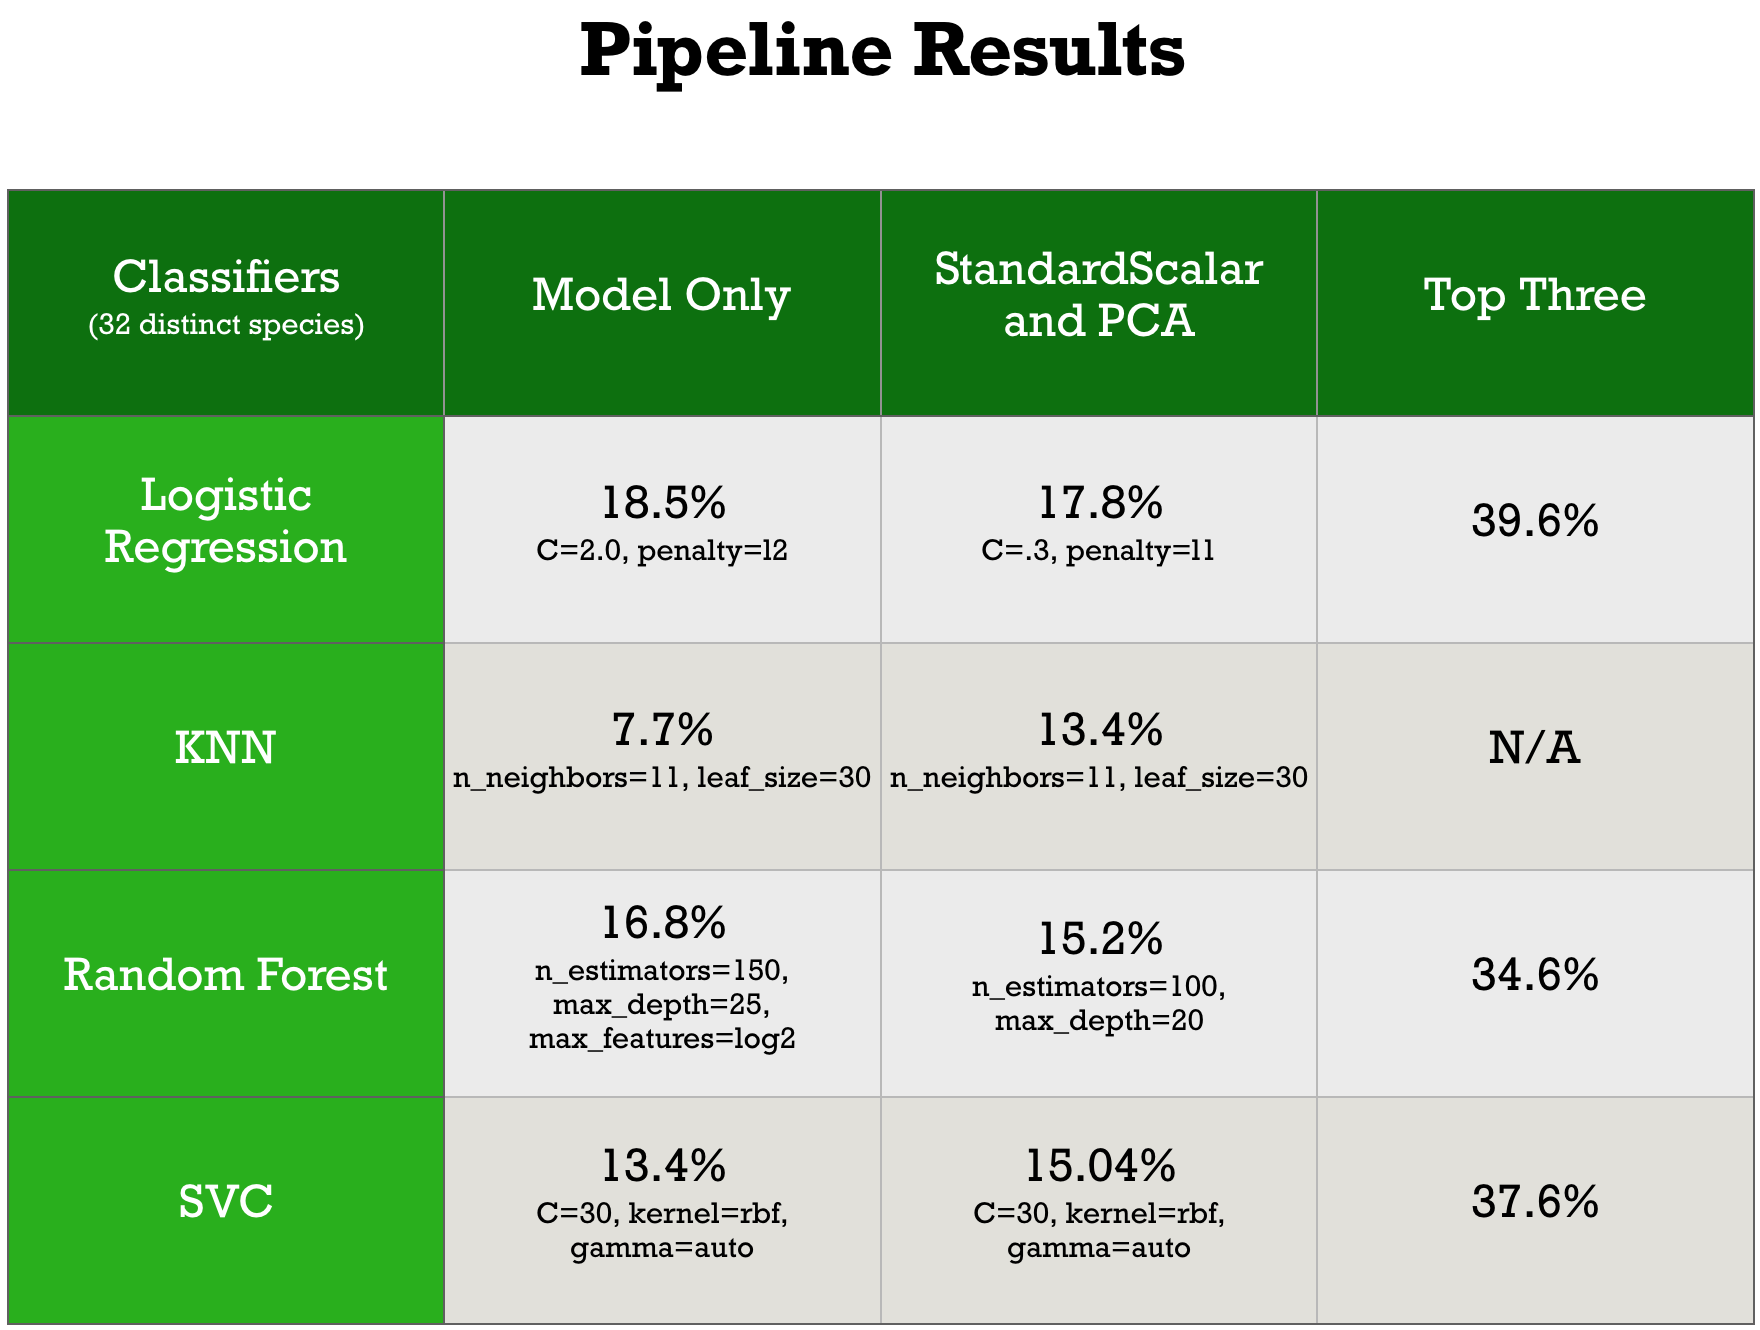 Pipeline Results
Classifiers
(32 distinct species)
Model Only
StandardScalar
and PCA
Top Three
Logistic
Regression
18.5%
C=2.0, penalty=l2
17.8%
C=.3, penalty=l1
39.6%
KNN
7.7%
n_neighbors=11, leaf_size=30
13.4%
n_neighbors=11, leaf_size=30
N/A
Random Forest
16.8%
n_estimators=150,
max_depth=25,
max_features=log2
15.2%
n_estimators=100,
max_depth=20
34.6%
SVC
13.4%
C=30, kernel=rbf,
gamma=auto
15.04%
C=30, kernel=rbf,
gamma=auto
37.6%